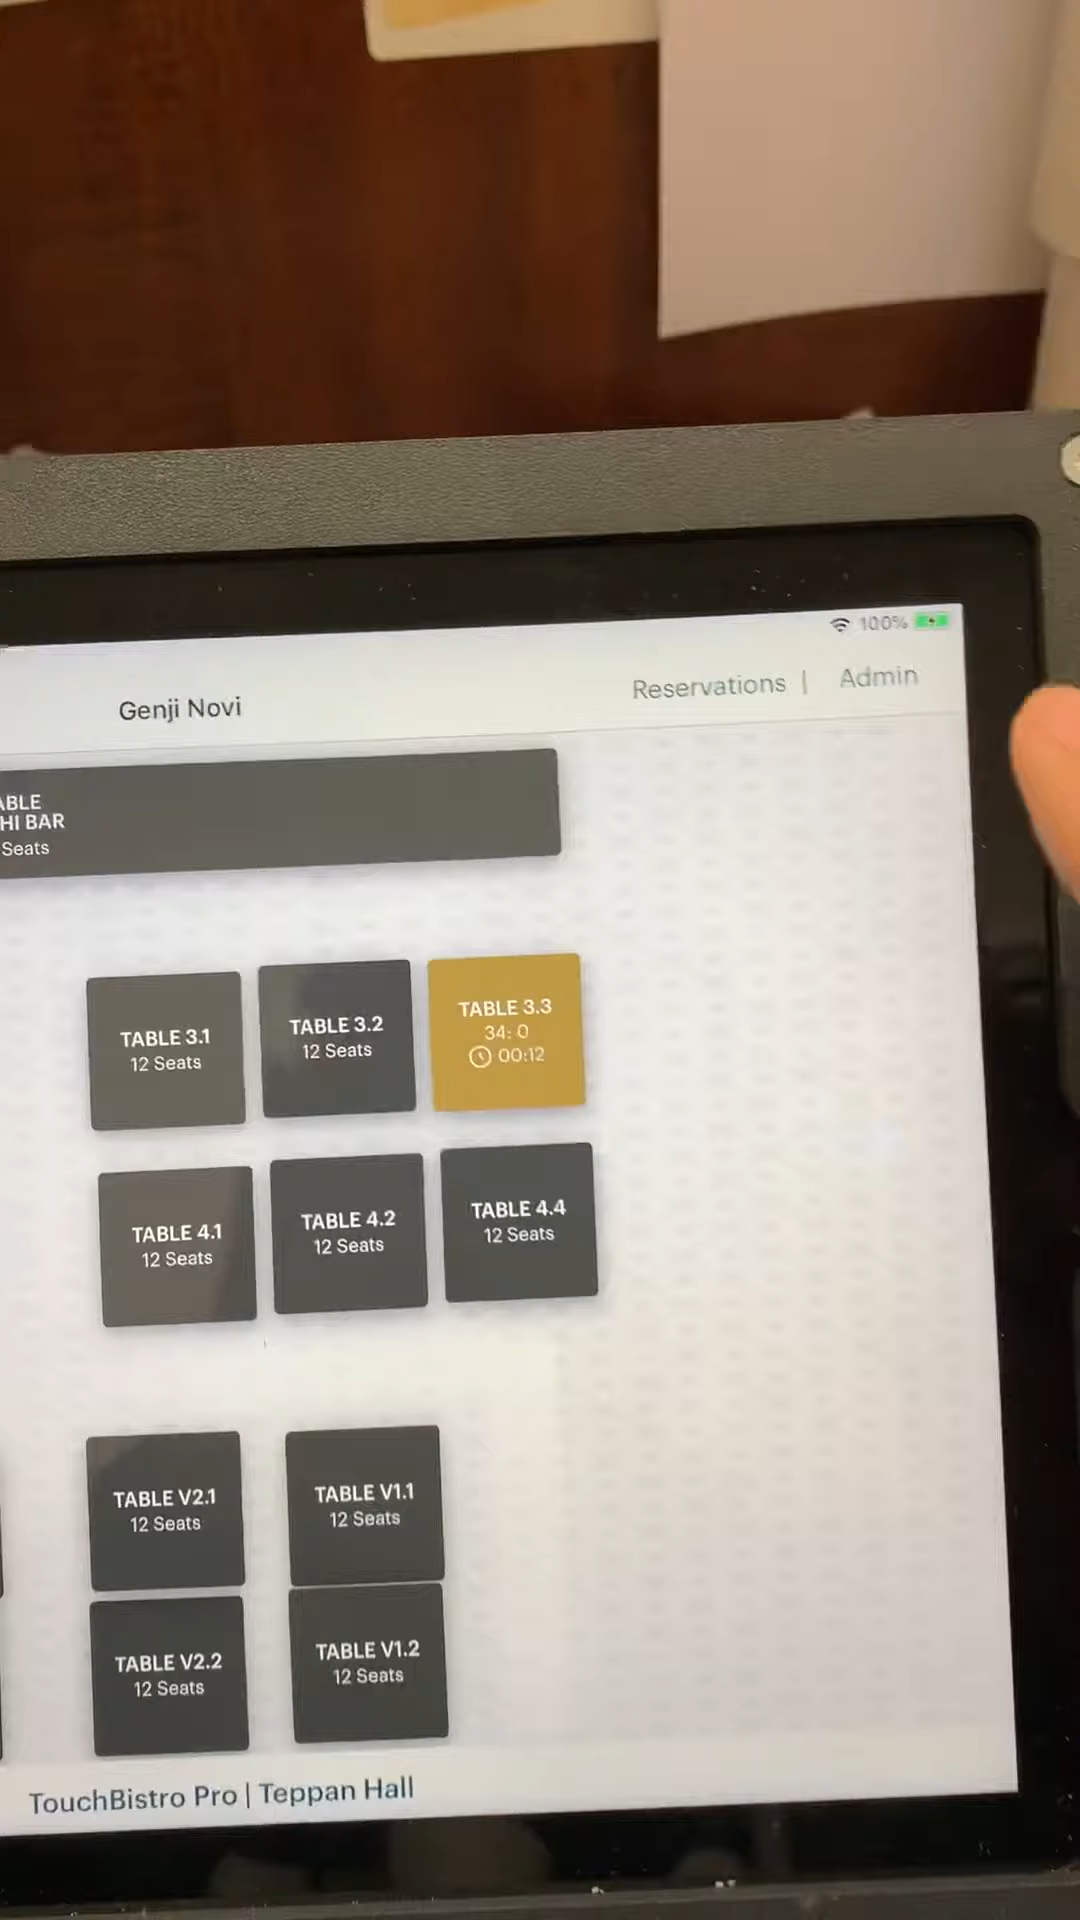 100%
Genji Novi
Reservations | Admin
ABLE
HI BAR
Seats
TABLE 3.1
12 Seats
TABLE 3.2
12 Seats
TABLE 3.3
34: 0
00:12
TABLE 4.1
12 Seats
TABLE 4.2
12 Seats
TABLE 4.4
12 Seats
TABLE V2.1
12 Seats
TABLE V1.1
12 Seats
TABLE V2.2
12 Seats
TABLE V1.2
12 Seats
TouchBistro Pro | Teppan Hall